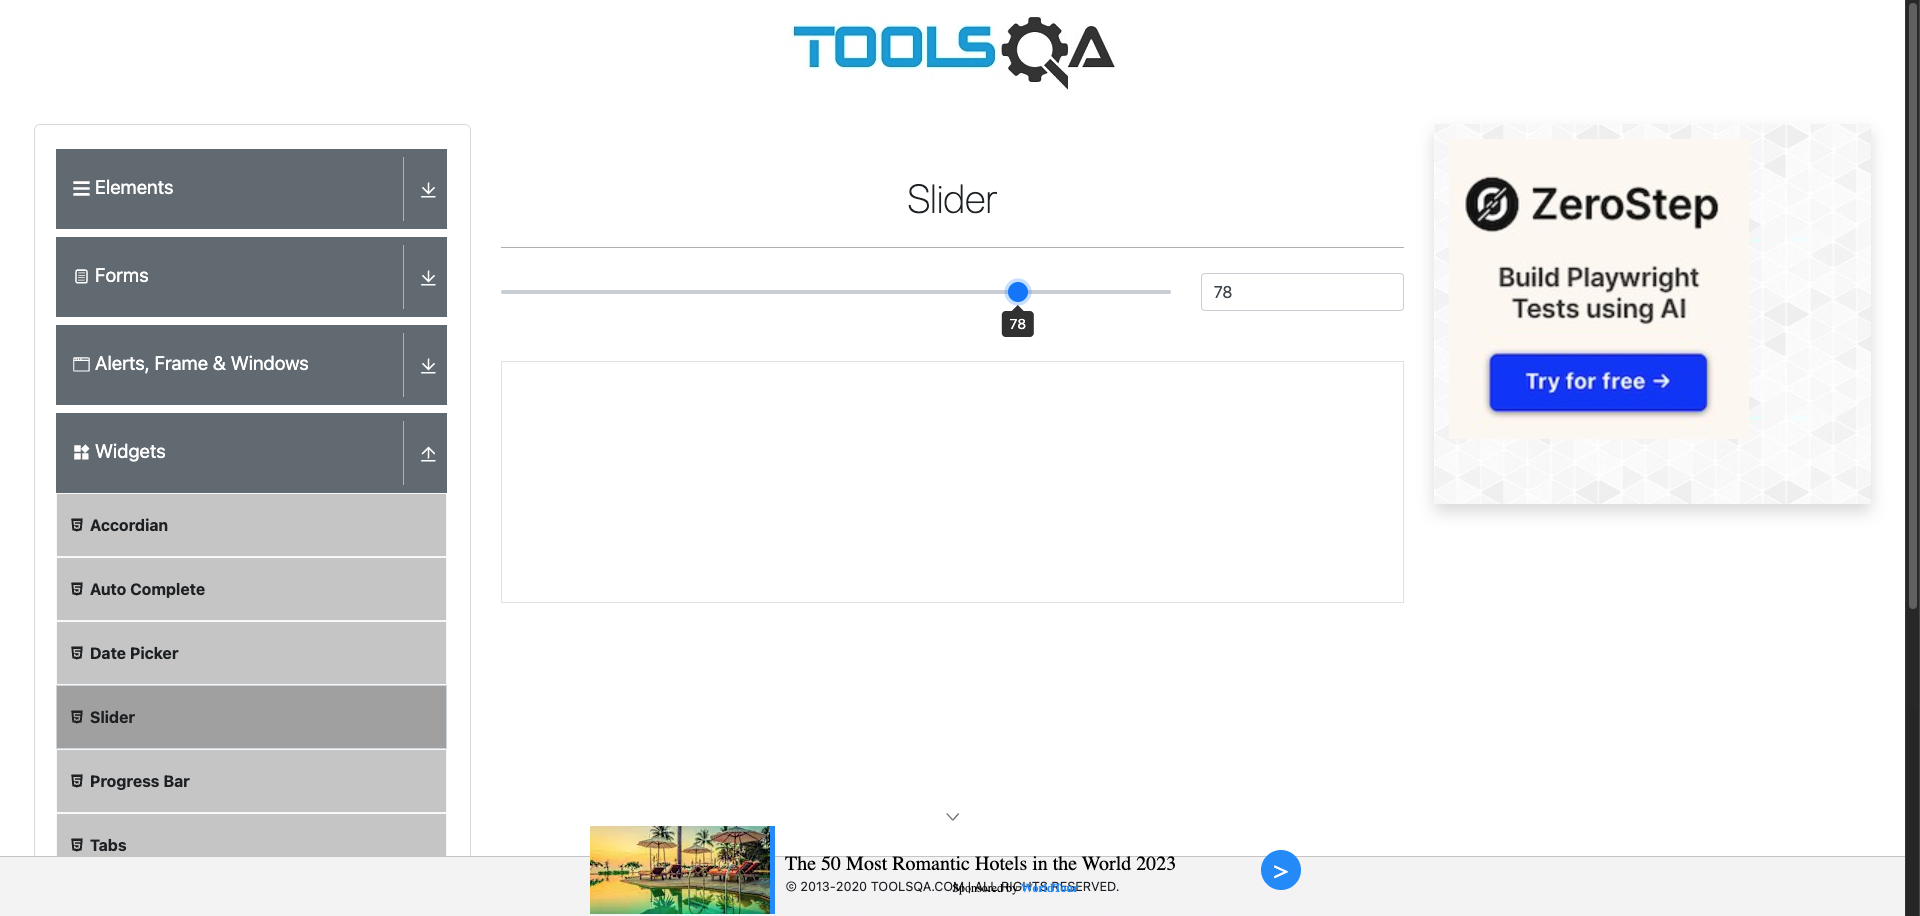 TOOLSQA
Elements
Forms
Alerts, Frame & Windows
Widgets
Accordian
Auto Complete
Date Picker
Slider
Progress Bar
Tabs
Slider
78
78
ZeroStep
Build Playwright
Tests using AI
Try for free →
The 50 Most Romantic Hotels in the World 2023
© 2013-2020 TOOLSQA.COM | ALL RIGHTS RESERVED.
Sponsored by
>